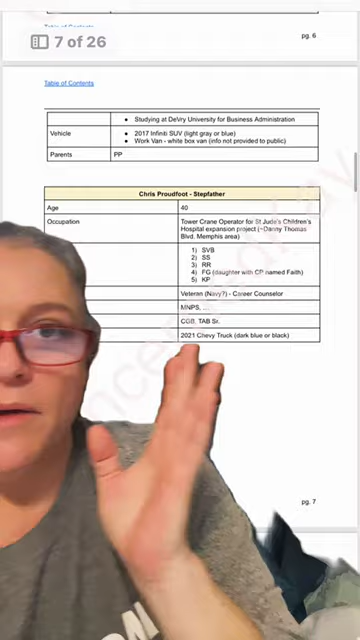 Table of Contents
pg. 6
7 of 26
Table of Contents
• Studying at DeVry University for Business Administration
Vehicle
• 2017 Infiniti SUV (light gray or blue)
• Work Van - white box van (info not provided to public)
Parents
PP
Chris Proudfoot - Stepfather
Age
40
Occupation
Tower Crane Operator for St Jude's Children's
Hospital expansion project (~Danny Thomas
Blvd. Memphis area)
1) SVB
2) SS
3) RR
4) FG (daughter with CP named Faith)
5) KP
Veteran (Navy?) - Career Counselor
MNPS, ...
CGB, TAB Sr.
2021 Chevy Truck (dark blue or black)
pg. 7